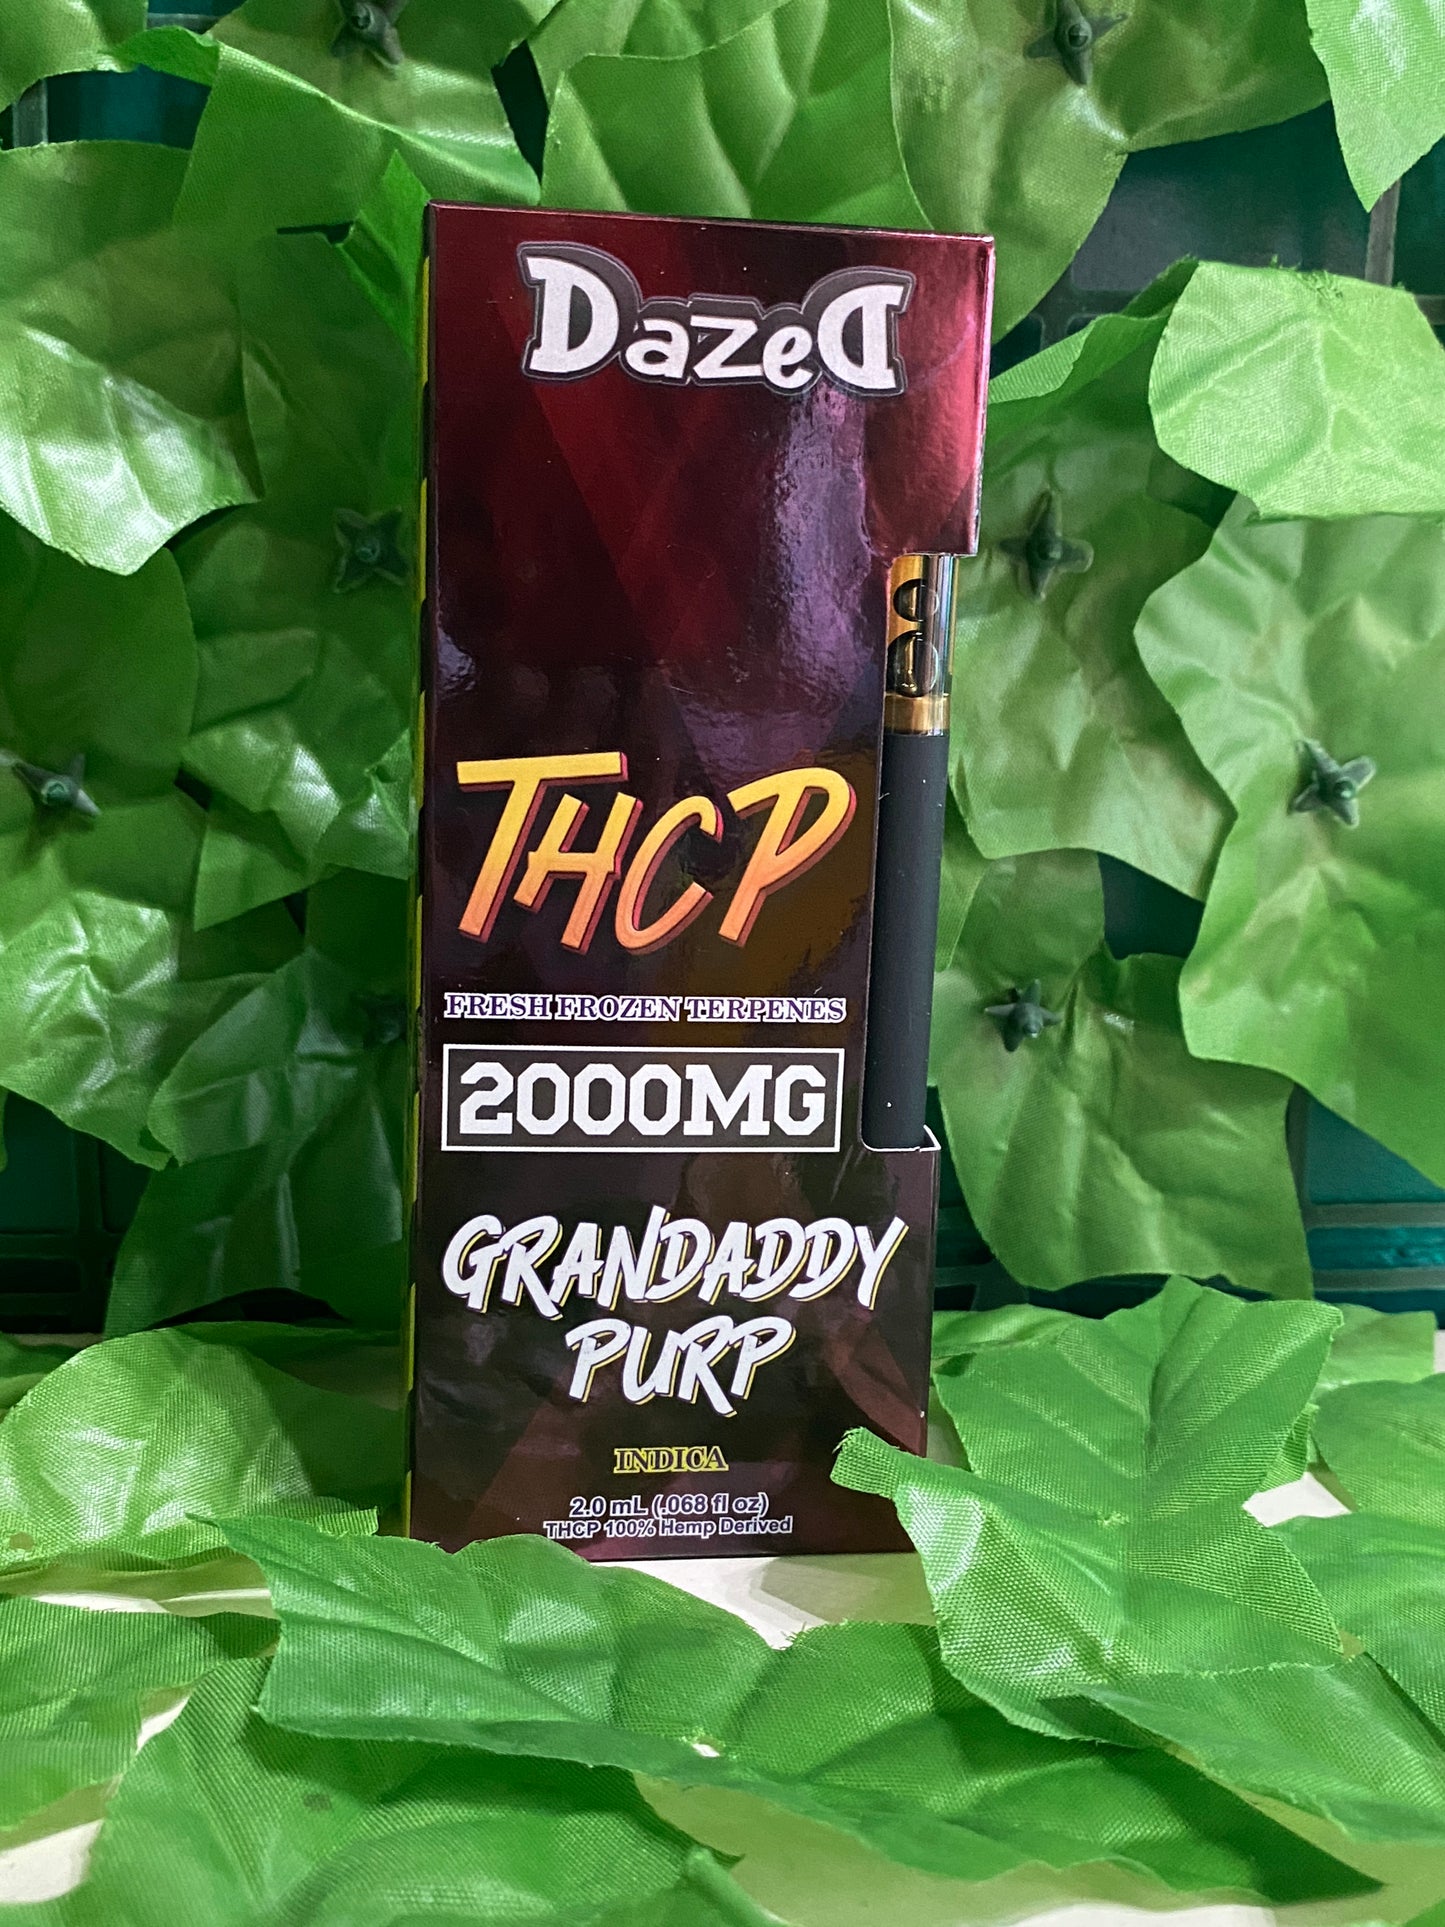 DazeD
THCP
FRESH FROZEN TERPENES
2000MG
GRANDADDY
PURP
INDICA
2.0 mL (.068 fl oz)
THCP 100% Hemp Derived